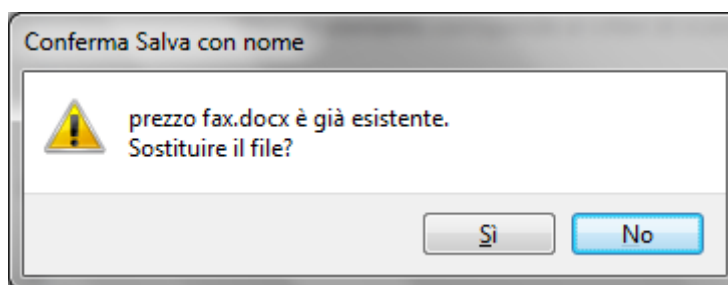 Conferma Salva con nome
prezzo fax.docx è già esistente.
Sostituire il file?
Sì
No